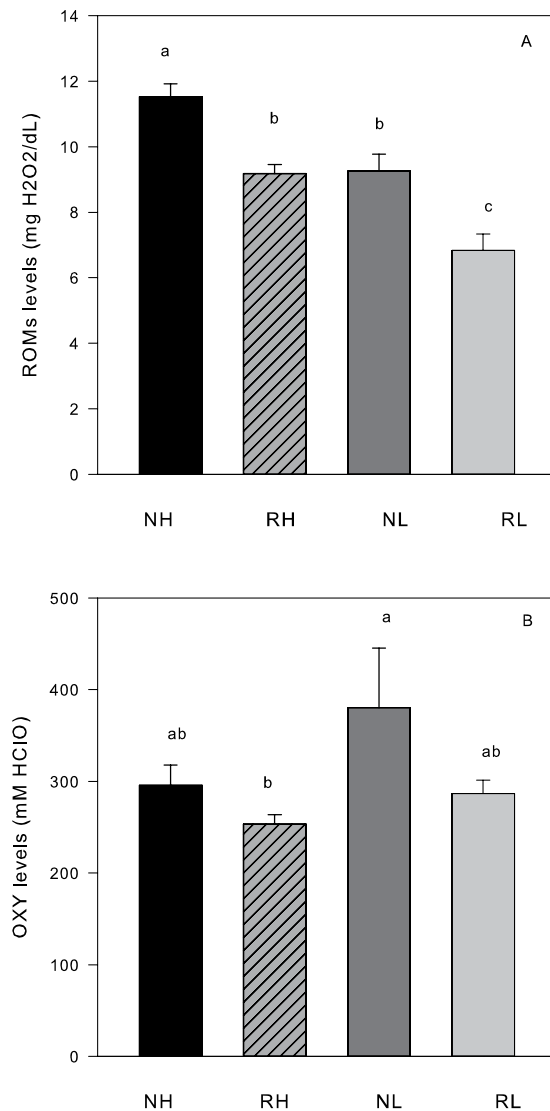 14
A
a
12
b
b
10
c
8
6
4
2
0
ROMs levels (mg H2O2/dL)
NH RH NL RL
500
B
a
400
ab
ab
b
300
200
100
0
OXY levels (mM HClO)
NH RH NL RL